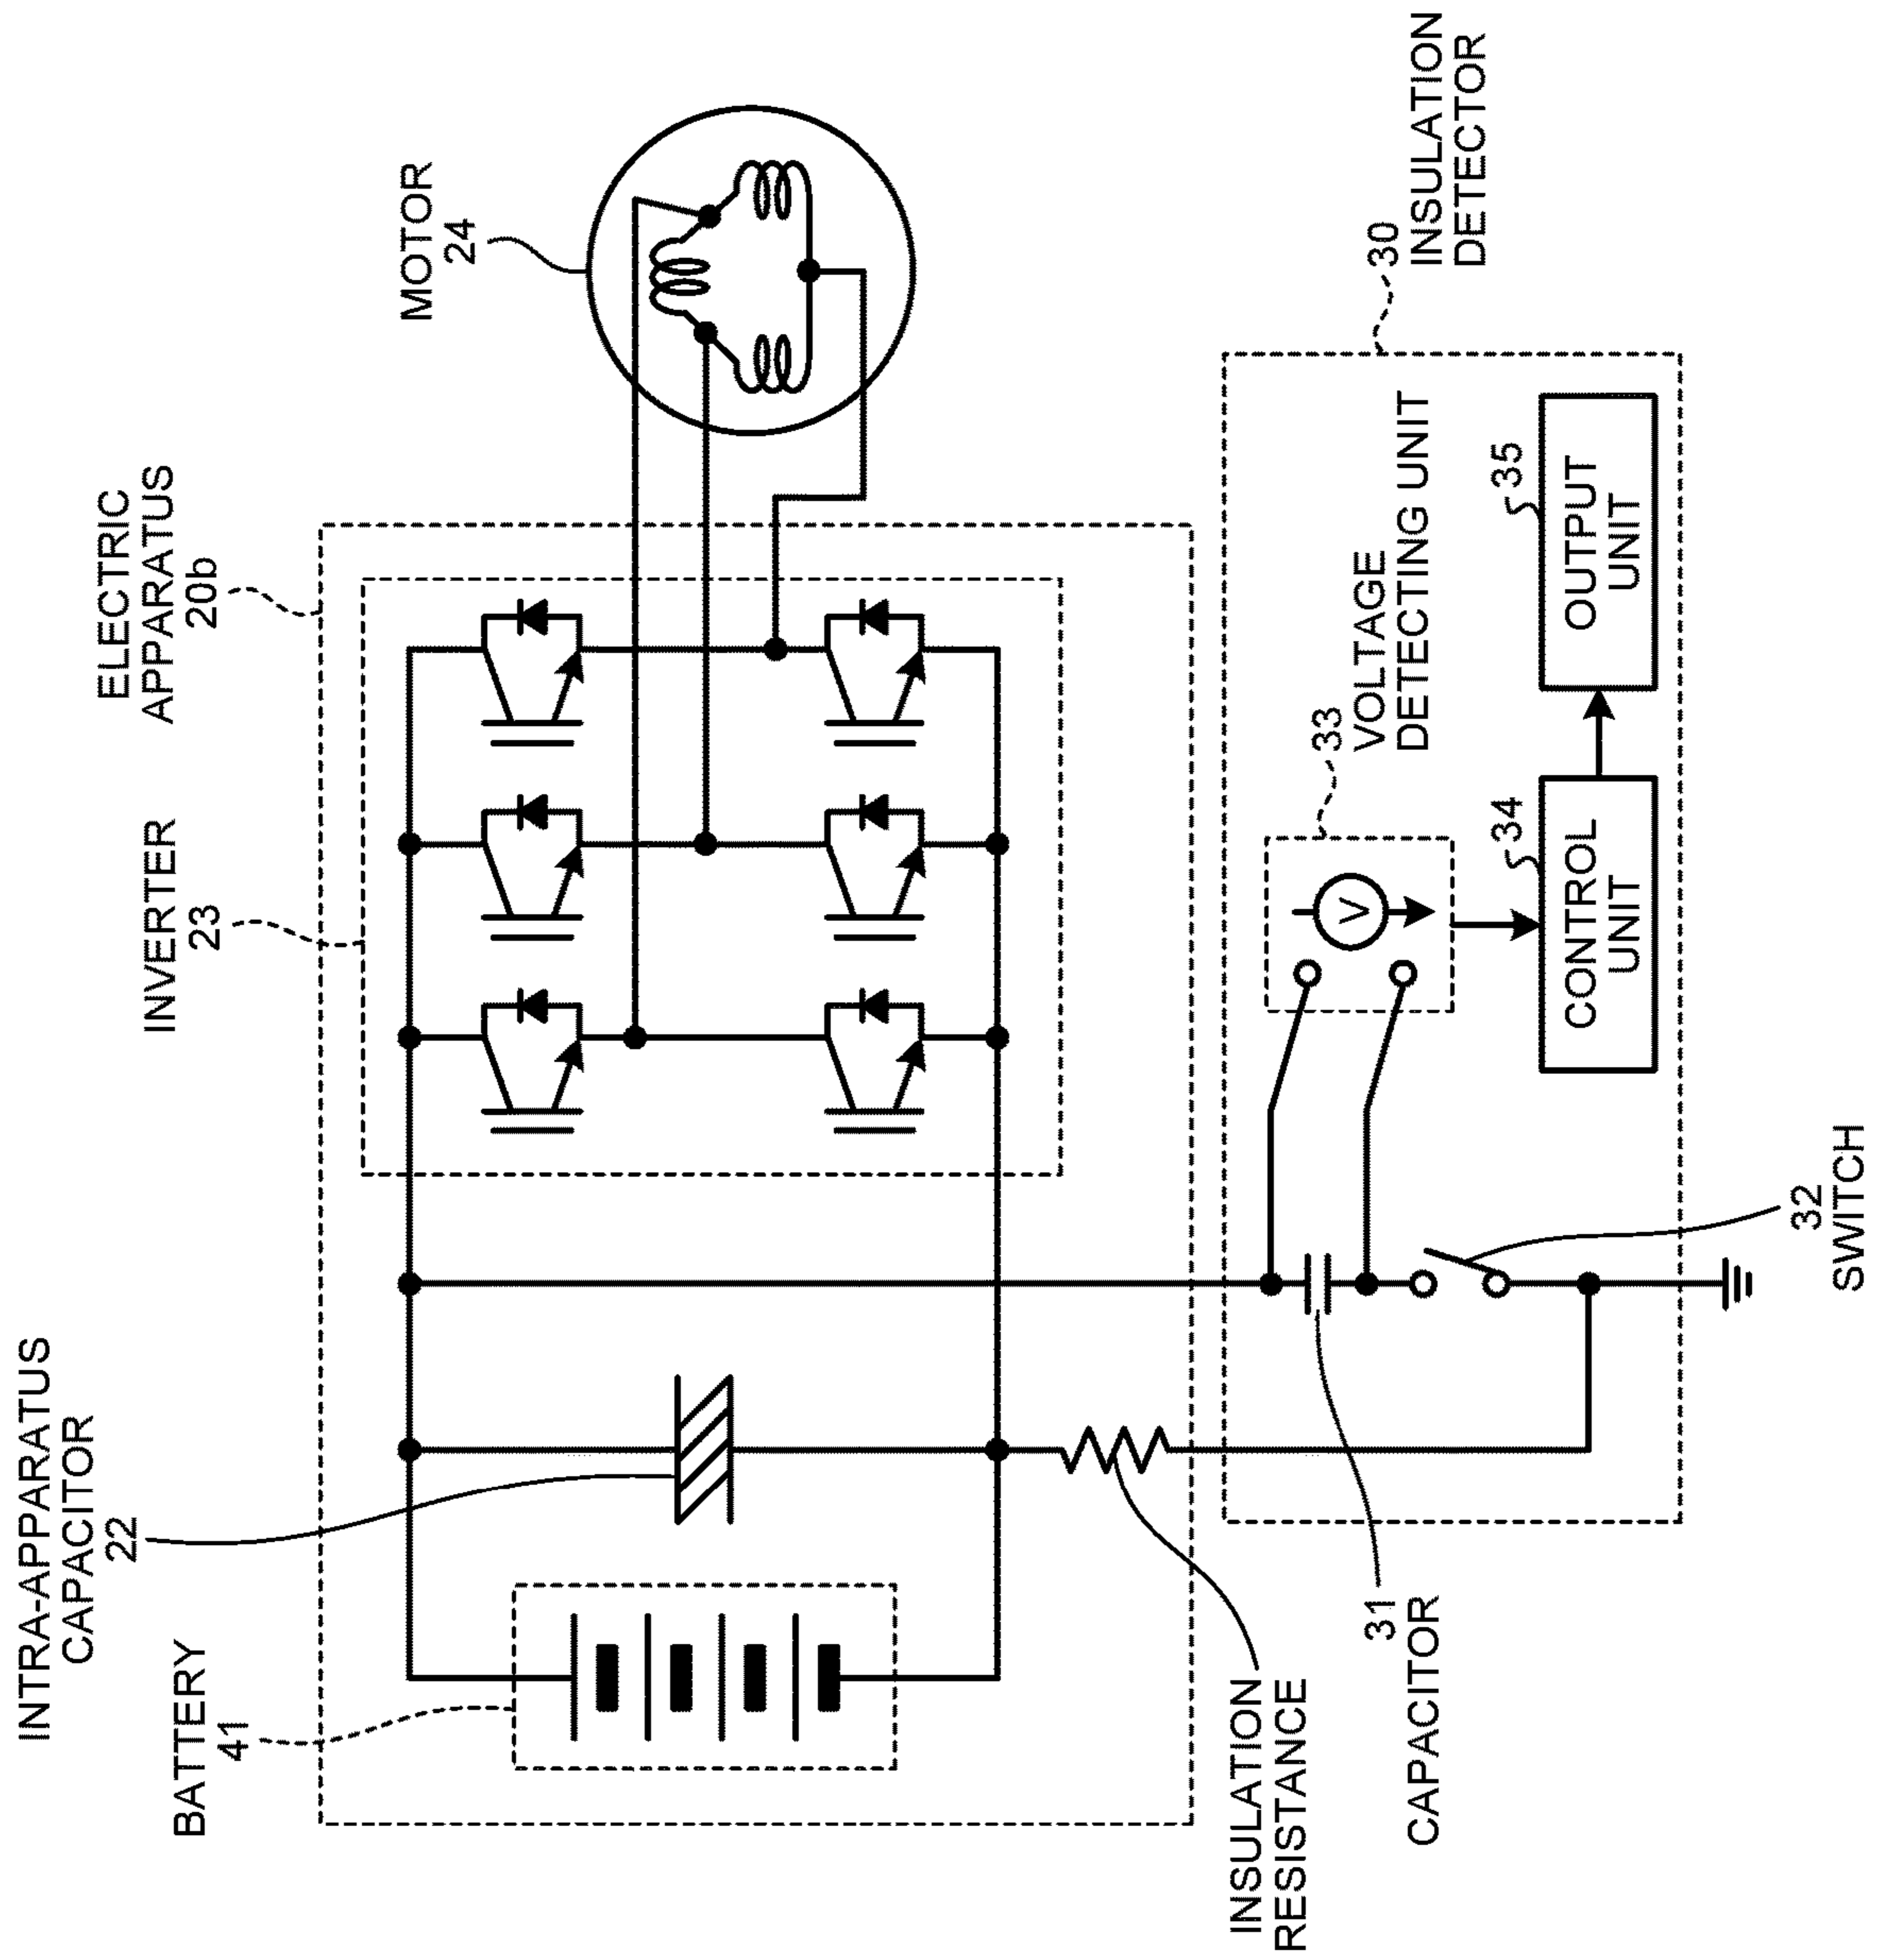 INTRA-APPARATUS
CAPACITOR
22
BATTERY
41
INVERTER
23
ELECTRIC
APPARATUS
20b
MOTOR
24
INSULATION
RESISTANCE
31
CAPACITOR
32
SWITCH
33
VOLTAGE
DETECTING UNIT
V
34
CONTROL
UNIT
35
OUTPUT
UNIT
30
INSULATION
DETECTOR